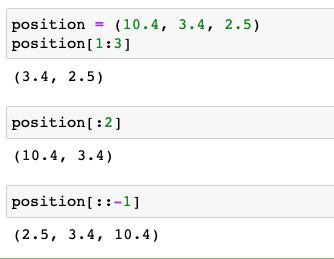 position = (10.4, 3.4, 2.5)
position[1:3]
(3.4, 2.5)
position[:2]
(10.4, 3.4)
position[::-1]
(2.5, 3.4, 10.4)